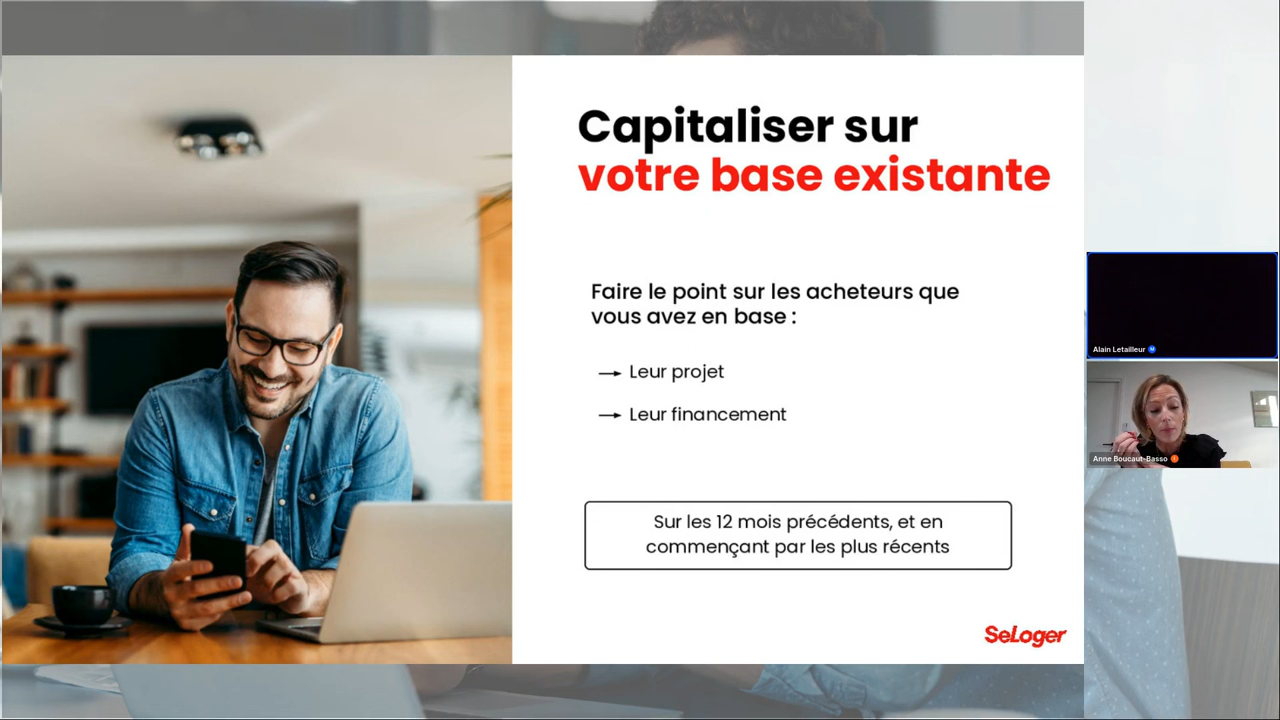 Capitaliser sur
votre base existante
Faire le point sur les acheteurs que
vous avez en base :
→ Leur projet
→ Leur financement
Sur les 12 mois précédents, et en
commençant par les plus récents
SeLoger
Alain Letailleur
Anne Boucaut-Basso